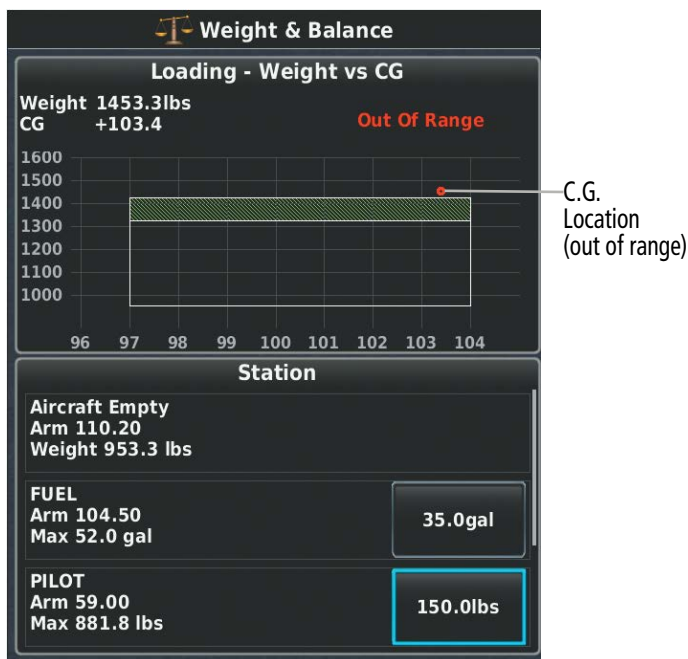 Weight & Balance
Loading - Weight vs CG
Weight 1453.3lbs
CG +103.4
Out Of Range
1600
1500
1400
1300
1200
1100
1000
96 97 98 99 100 101 102 103 104
C.G.
Location
(out of range)
Station
Aircraft Empty
Arm 110.20
Weight 953.3 lbs
FUEL
Arm 104.50
Max 52.0 gal
35.0gal
PILOT
Arm 59.00
Max 881.8 lbs
150.0lbs